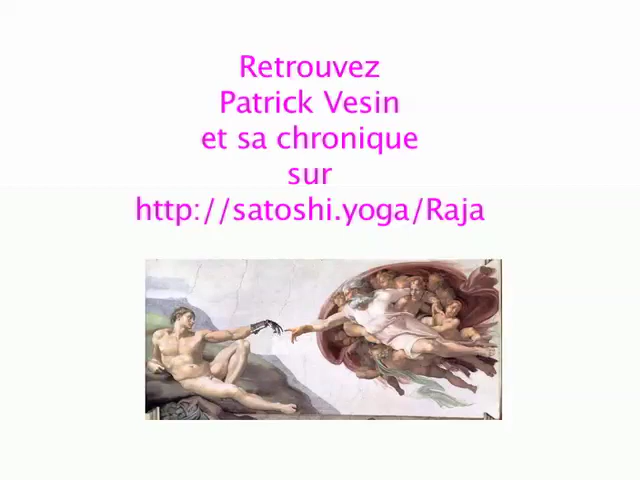 Retrouvez
Patrick Vesin
et sa chronique
sur
http://satoshi.yoga/Raja